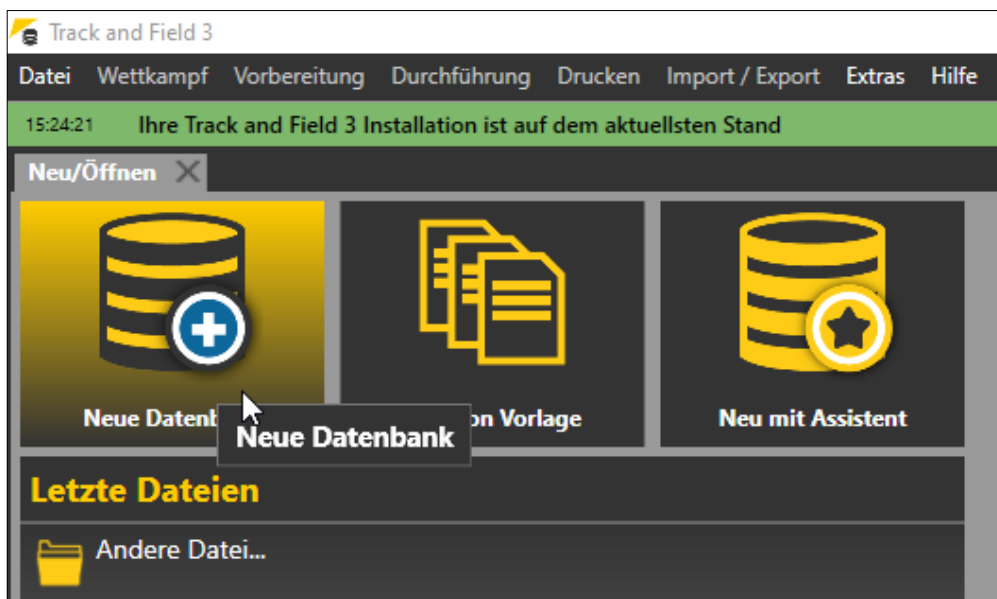 Track and Field 3
Datei Wettkampf Vorbereitung Durchführung Drucken Import / Export Extras Hilfe
15:24:21 Ihre Track and Field 3 Installation ist auf dem aktuellsten Stand
Neu/Öffnen
Neue Datenbank
Vorlage
Neu mit Assistent
Neue
Letzte Dateien
Andere Datei...